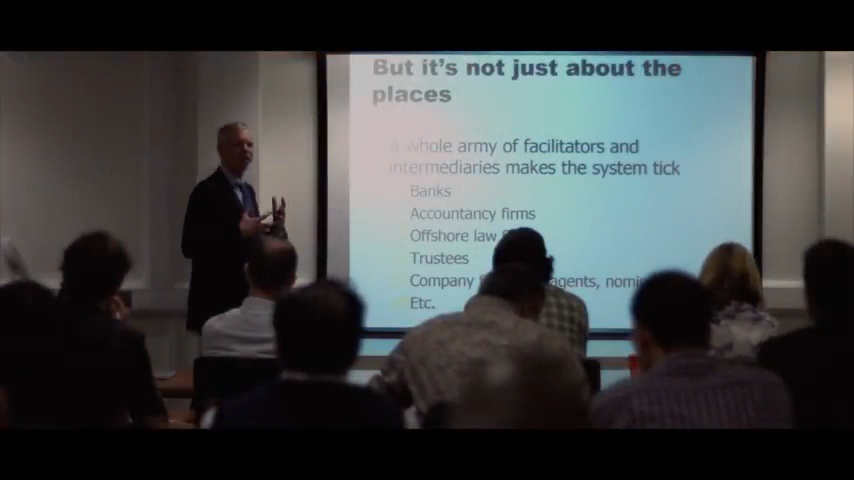 But it's not just about the
places
whole army of facilitators and
intermediaries makes the system tick
Banks
Accountancy firms
Offshore law
Trustees
Company agents,
Etc.